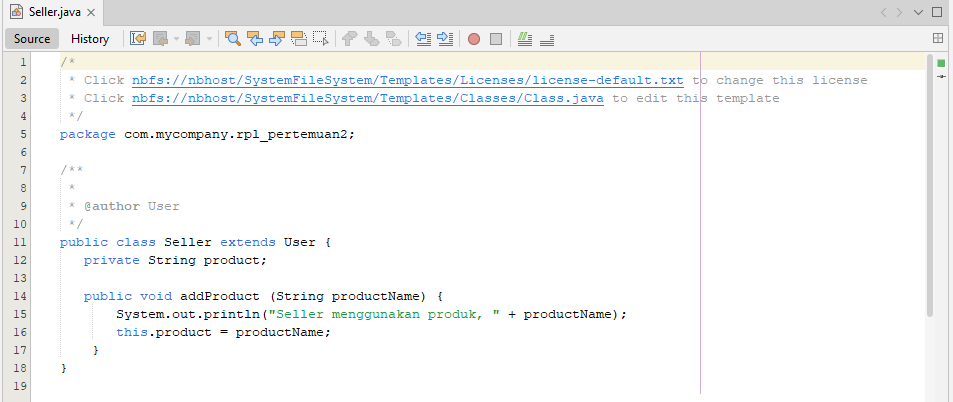 Seller.java
Source History
1 /*
2 * Click nbfs://nbhost/SystemFileSystem/Templates/Licenses/license-default.txt to change this license
3 * Click nbfs://nbhost/SystemFileSystem/Templates/Classes/Class.java to edit this template
4 */
5 package com.mycompany.rpl_pertemuan2;
6
7 /**
8 *
9 * @author User
10 */
11 public class Seller extends User {
12 private String product;
13
14 public void addProduct (String productName) {
15 System.out.println("Seller menggunakan produk, " + productName);
16 this.product = productName;
17 }
18 }
19